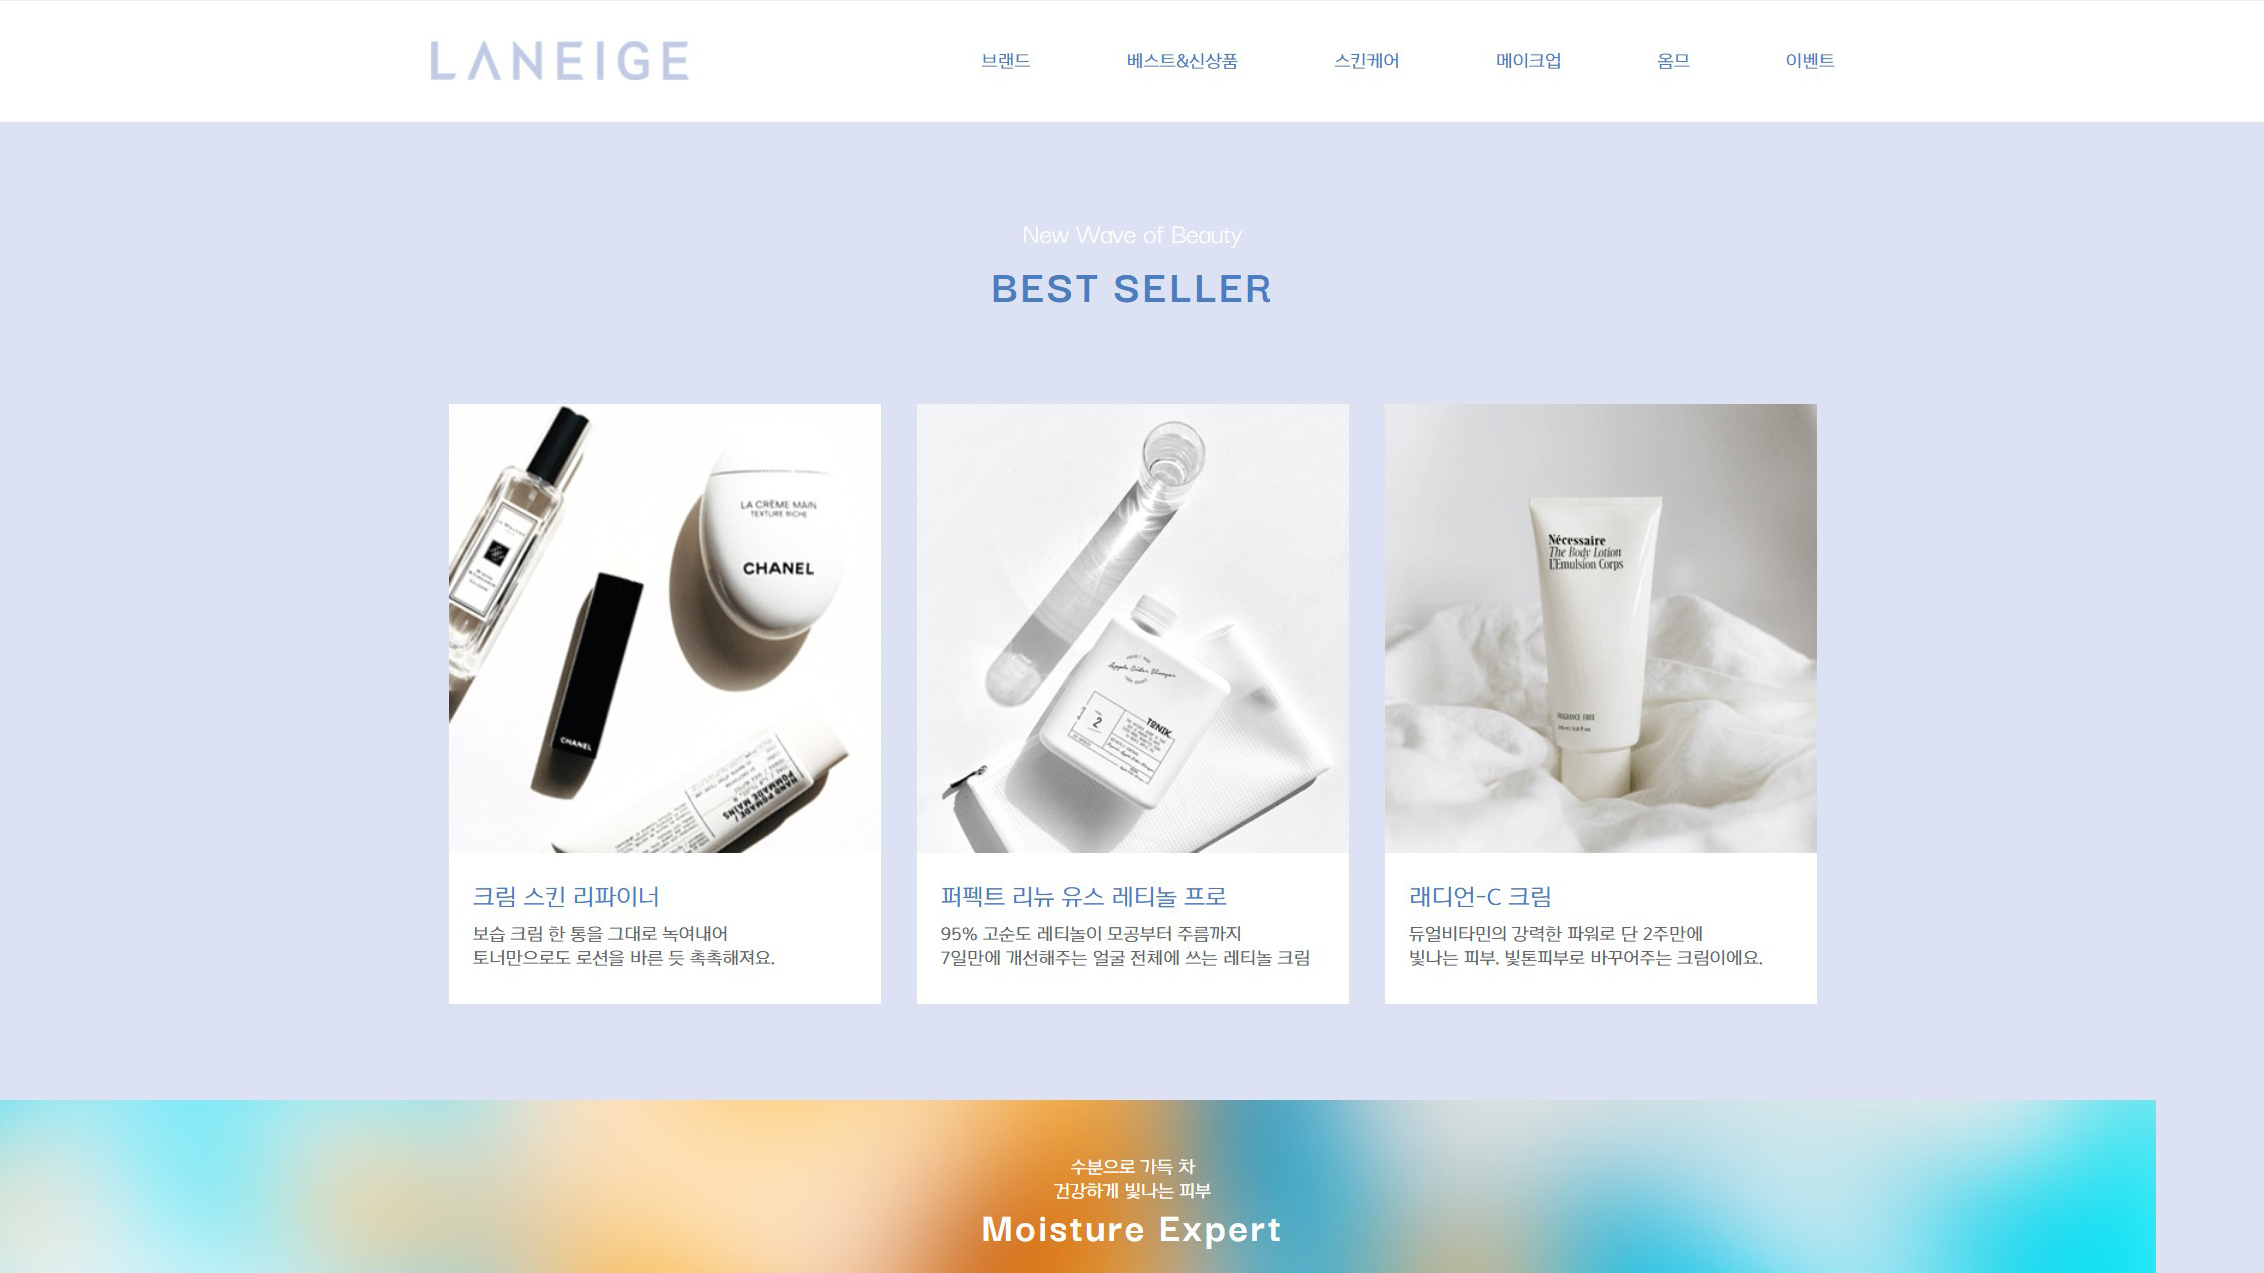 LANEIGE
브랜드
베스트&신상품
스킨케어
메이크업
옴므
이벤트
New Wave of Beauty
BEST SELLER
LA CRÈME MAIN
TEXTURE RICHE
CHANEL
CHANEL
HAND POMADE/
POMMADE MAINS
Apple Cider Vinegar
2
TONIK
Nécessaire
The Body Lotion
L'Emulsion Corps
FRAGRANCE FREE
크림 스킨 리파이너
보습 크림 한 통을 그대로 녹여내어
토너만으로도 로션을 바른 듯 촉촉해져요.
퍼펙트 리뉴 유스 레티놀 프로
95% 고순도 레티놀이 모공부터 주름까지
7일만에 개선해주는 얼굴 전체에 쓰는 레티놀 크림
래디언-C 크림
듀얼비타민의 강력한 파워로 단 2주만에
빛나는 피부. 빛톤피부로 바꾸어주는 크림이에요.
수분으로 가득 차
건강하게 빛나는 피부
Moisture Expert